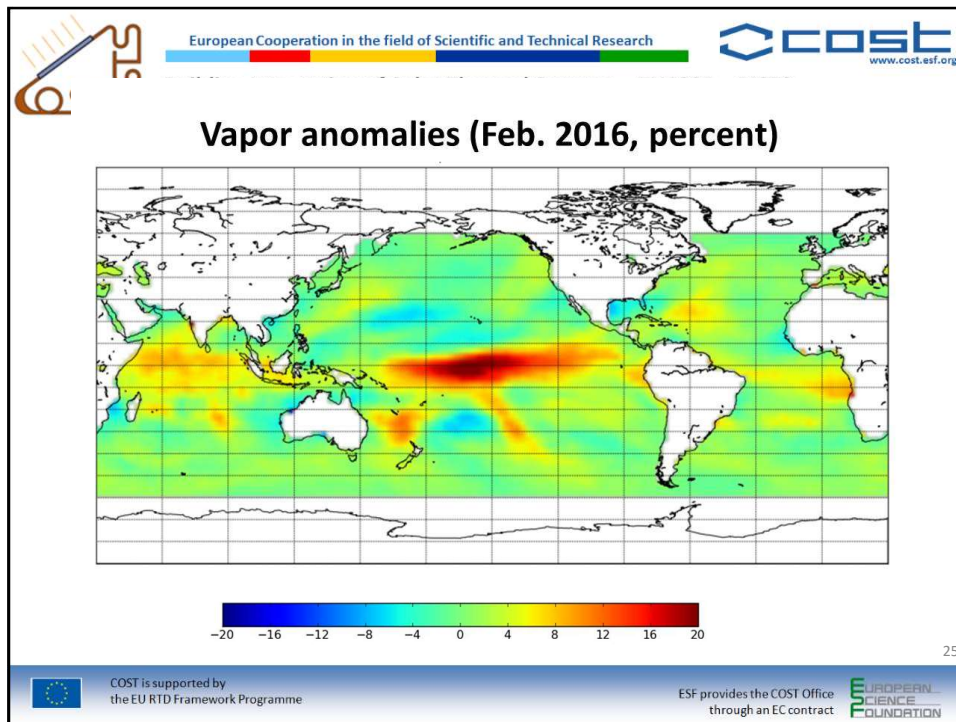 European Cooperation in the field of Scientific and Technical Research
cost
www.cost.esf.org
Vapor anomalies (Feb. 2016, percent)
−20 −16 −12 −8 −4 0 4 8 12 16 20
25
COST is supported by
the EU RTD Framework Programme
ESF provides the COST Office
through an EC contract
EUROPEAN
SCIENCE
FOUNDATION